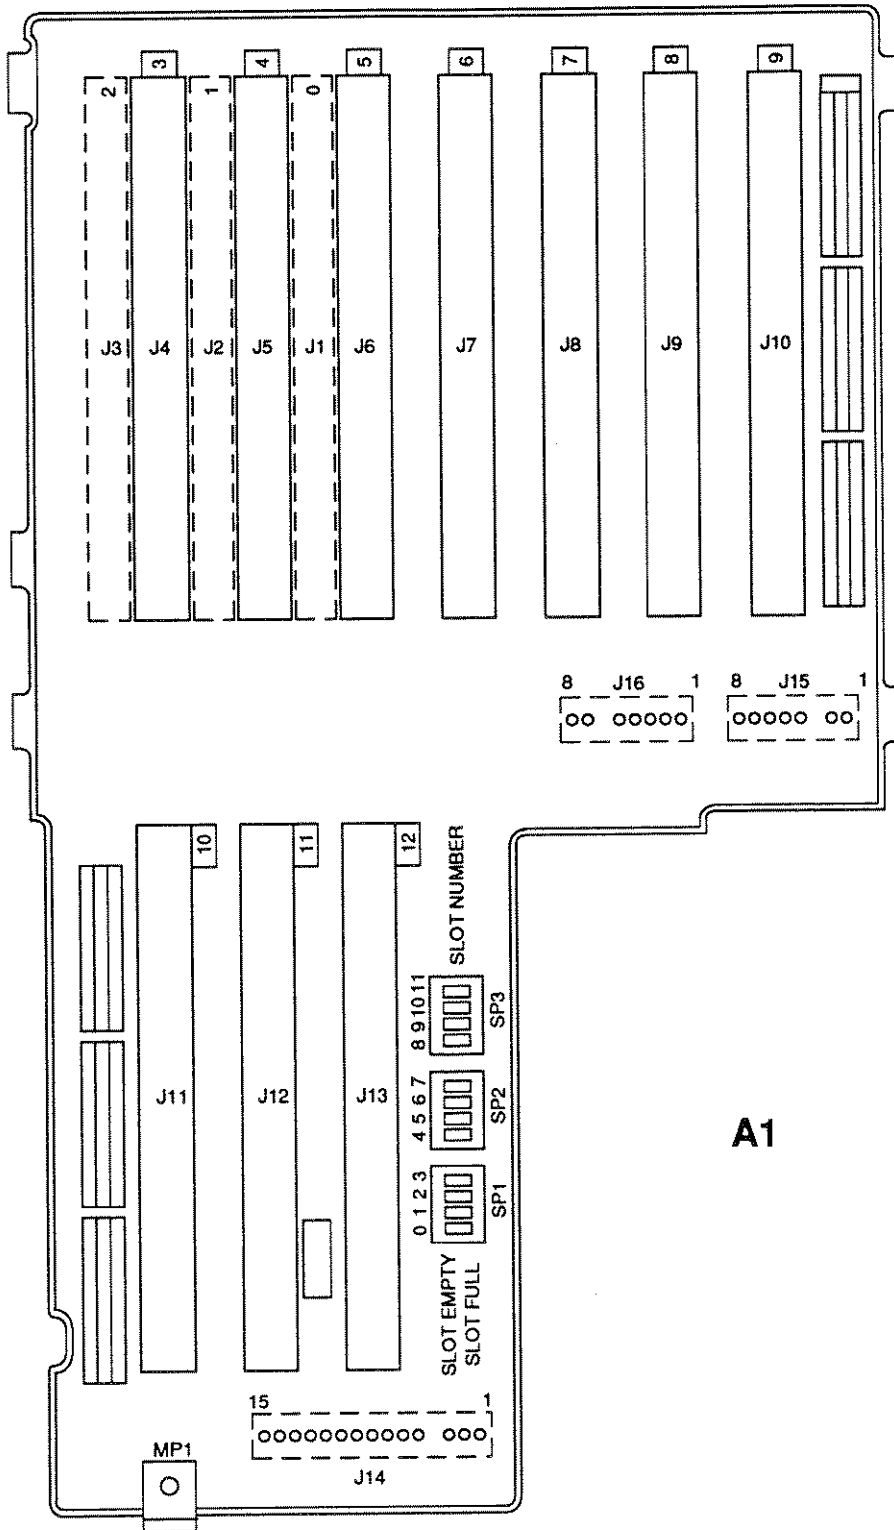 2 3 1 4 0 5 6 7 8 9
J3 J4 J2 J5 J1 J6 J7 J8 J9 J10
8 J16 1 8 J15 1
10 11 12
SLOT NUMBER
8 9 10 11
SP3
4 5 6 7
SP2
0 1 2 3
SP1
J11 J12 J13
A1
SLOT EMPTY
SLOT FULL
15 1
J14
MP1